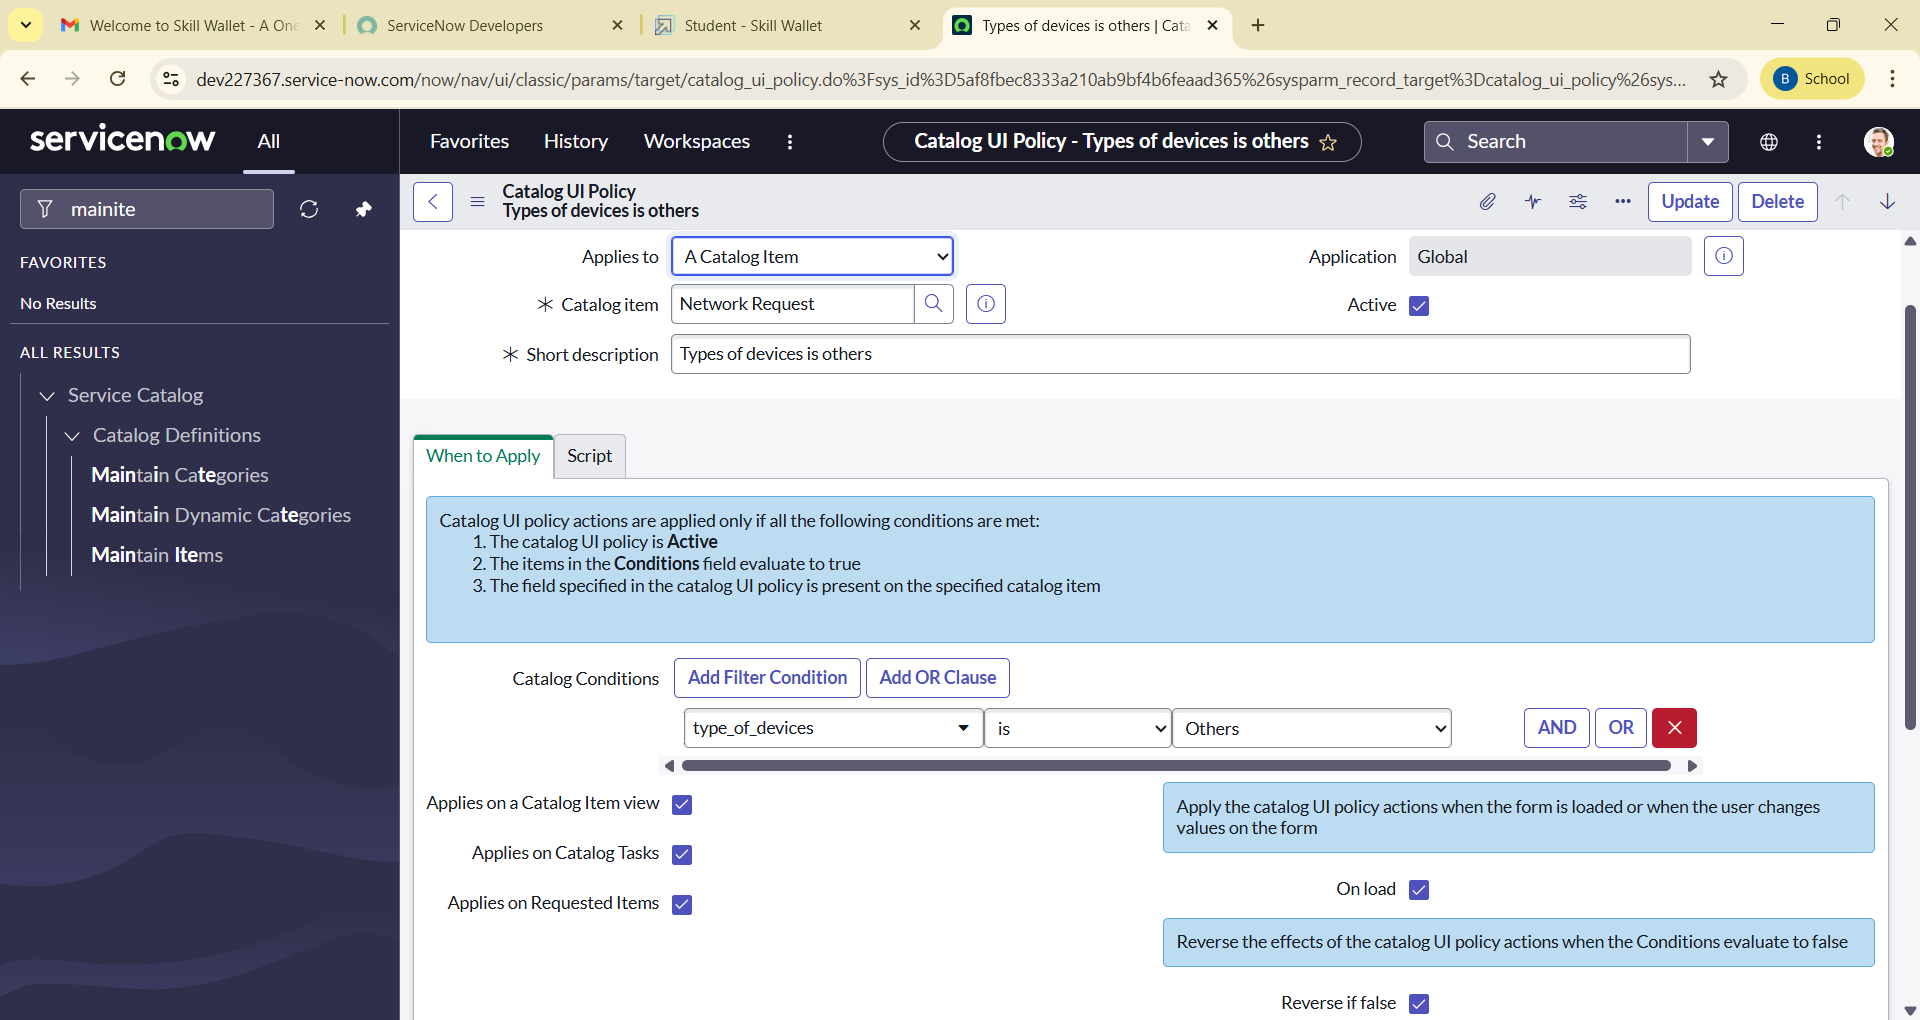 Welcome to Skill Wallet - A One
ServiceNow Developers
Student - Skill Wallet
Types of devices is others | Cata
dev227367.service-now.com/now/nav/ui/classic/params/target/catalog_ui_policy.do%3Fsys_id%3D5af8fbec8333a210ab9bf4b6feaad365%26sysparm_record_target%3Dcatalog_ui_policy%26sys...
B School
servicenow
All
Favorites
History
Workspaces
Catalog UI Policy - Types of devices is others
Search
mainite
FAVORITES
No Results
ALL RESULTS
Service Catalog
Catalog Definitions
Maintain Categories
Maintain Dynamic Categories
Maintain Items
Catalog UI Policy
Types of devices is others
Update
Delete
Applies to
A Catalog Item
Application
Global
Catalog item
Network Request
Active
Short description
Types of devices is others
When to Apply
Script
Catalog UI policy actions are applied only if all the following conditions are met:
1. The catalog UI policy is Active
2. The items in the Conditions field evaluate to true
3. The field specified in the catalog UI policy is present on the specified catalog item
Catalog Conditions
Add Filter Condition
Add OR Clause
type_of_devices
is
Others
AND
OR
Applies on a Catalog Item view
Apply the catalog UI policy actions when the form is loaded or when the user changes
values on the form
Applies on Catalog Tasks
On load
Applies on Requested Items
Reverse the effects of the catalog UI policy actions when the Conditions evaluate to false
Reverse if false